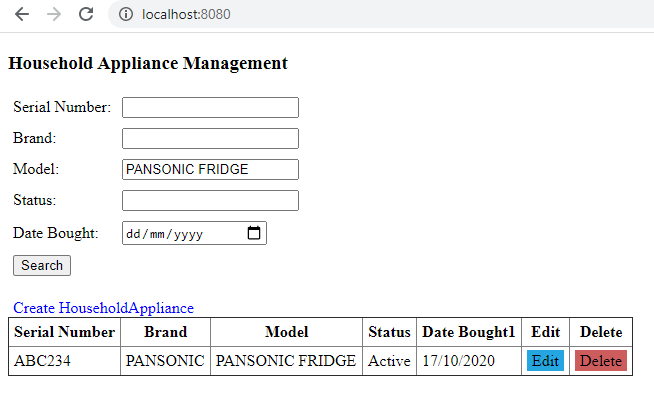 localhost:8080
Household Appliance Management
Serial Number:
Brand:
Model: PANSONIC FRIDGE
Status:
Date Bought: dd/mm/yyyy
Search
Create HouseholdAppliance
Serial Number Brand Model Status Date Bought1 Edit Delete
ABC234 PANSONIC PANSONIC FRIDGE Active 17/10/2020 Edit Delete